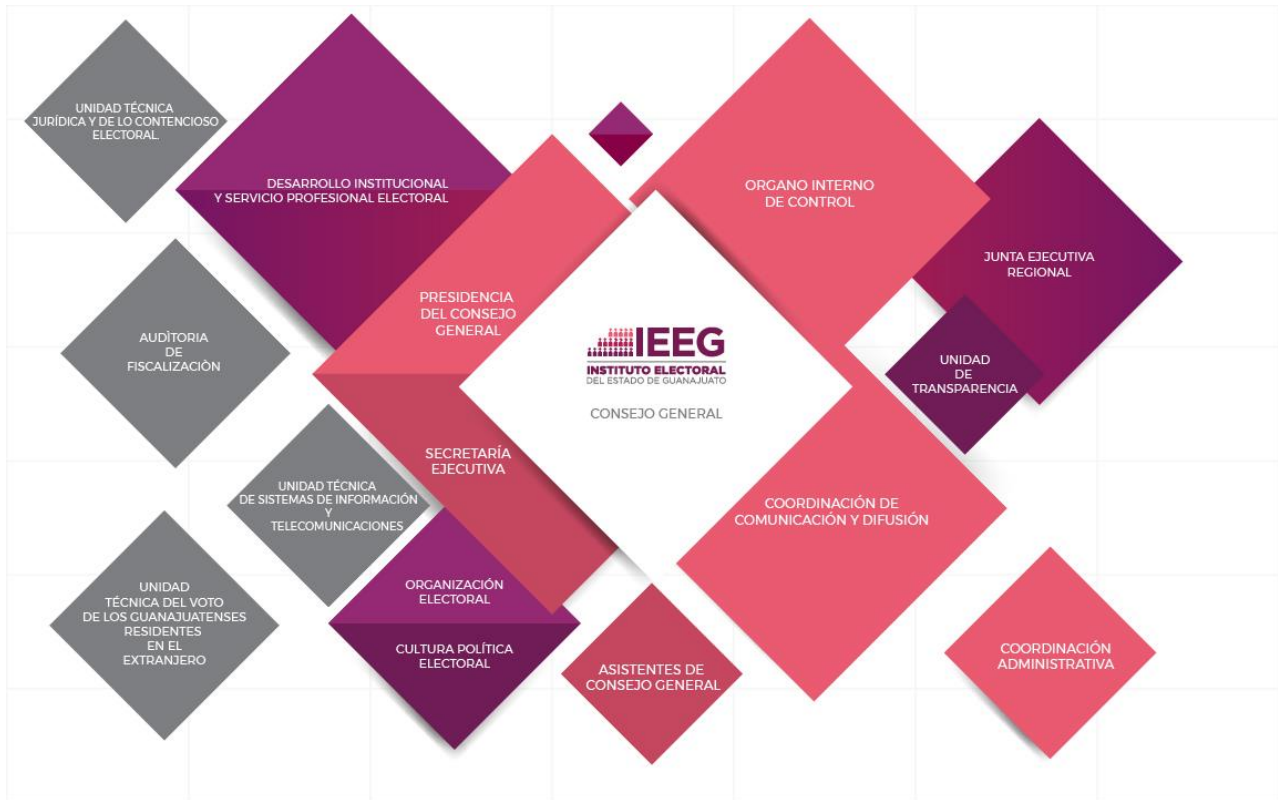 UNIDAD TÉCNICA
JURÍDICA Y DE LO CONTENCIOSO
ELECTORAL.
DESARROLLO INSTITUCIONAL
Y SERVICIO PROFESIONAL ELECTORAL
ORGANO INTERNO
DE CONTROL
JUNTA EJECUTIVA
REGIONAL
PRESIDENCIA
DEL CONSEJO
GENERAL
AUDÌTORIA
DE
FISCALIZACIÒN
IEEG
INSTITUTO ELECTORAL
DEL ESTADO DE GUANAJUATO
CONSEJO GENERAL
UNIDAD
DE
TRANSPARENCIA
SECRETARÍA
EJECUTIVA
UNIDAD TÉCNICA
DE SISTEMAS DE INFORMACIÓN
Y
TELECOMUNICACIONES
COORDINACIÓN DE
COMUNICACIÓN Y DIFUSIÓN
UNIDAD
TÉCNICA DEL VOTO
DE LOS GUANAJUATENSES
RESIDENTES
EN EL
EXTRANJERO
ORGANIZACIÓN
ELECTORAL
CULTURA POLÍTICA
ELECTORAL
ASISTENTES DE
CONSEJO GENERAL
COORDINACIÓN
ADMINISTRATIVA